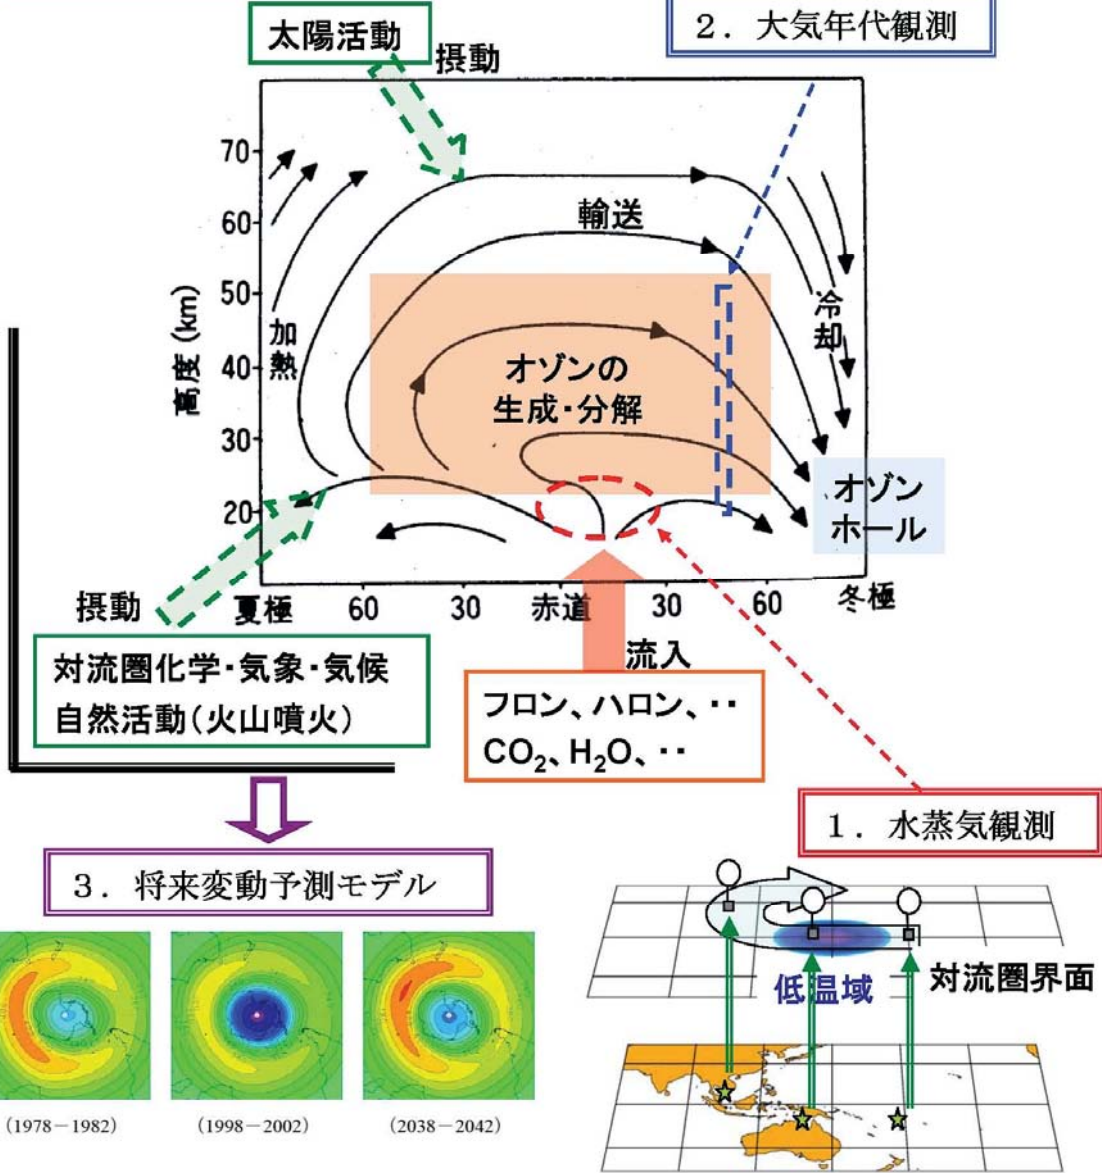 太陽活動
摂動
２．大気年代観測
70
60
50
40
30
20
高度(km)
輸送
加熱
冷却
オゾンの
生成・分解
オゾン
ホール
夏極
60
30
赤道
30
60
冬極
摂動
対流圏化学・気象・気候
自然活動(火山噴火)
流入
フロン、ハロン、‥
CO₂、H₂O、‥
１．水蒸気観測
３．将来変動予測モデル
低温域
対流圏界面
(1978－1982)
(1998－2002)
(2038－2042)